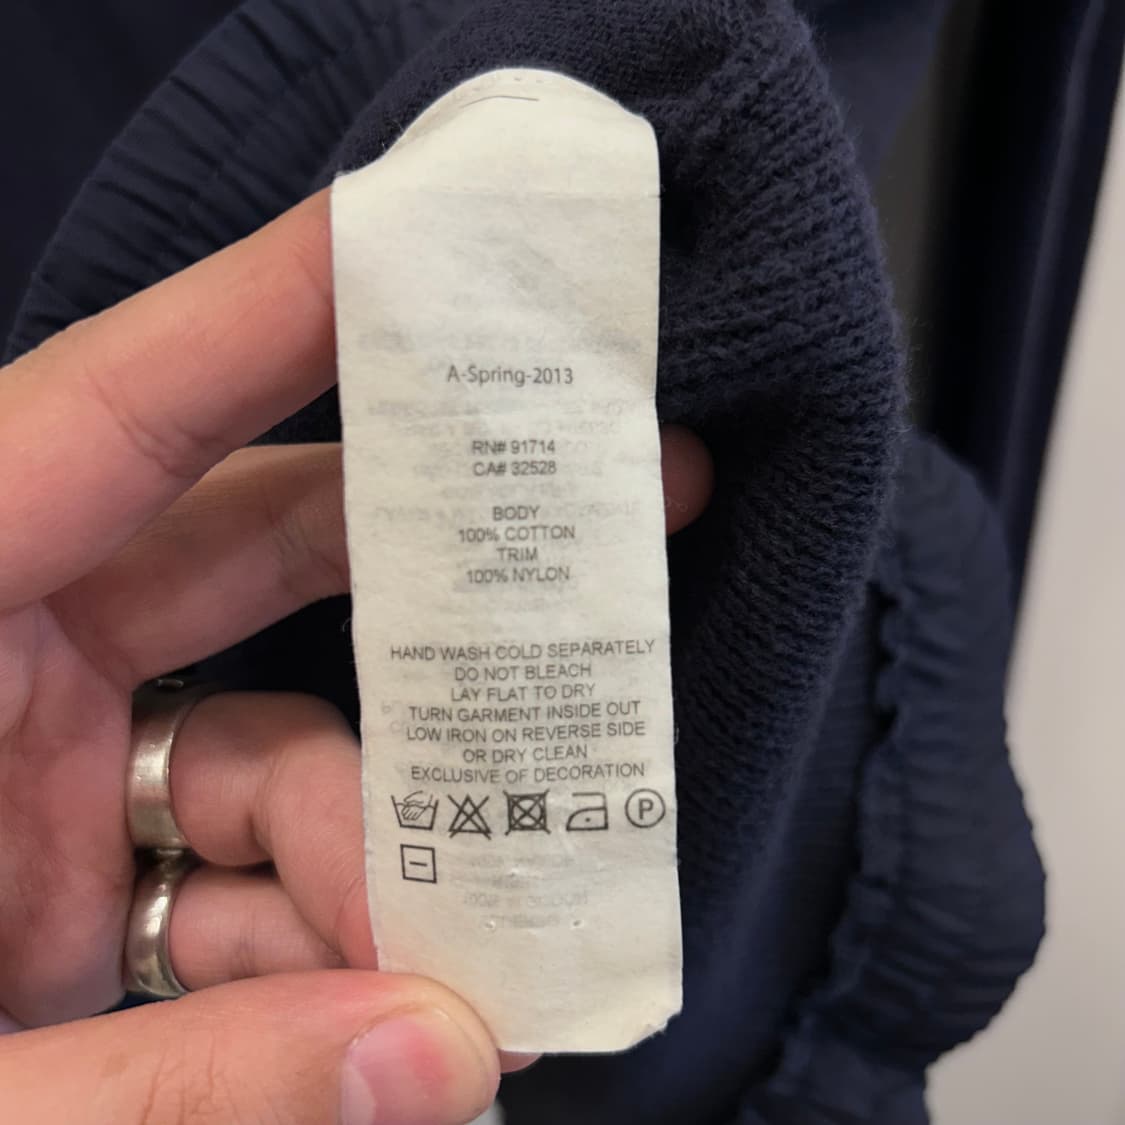 A-Spring-2013
RN# 91714
CA# 32528
BODY
100% COTTON
TRIM
100% NYLON
HAND WASH COLD SEPARATELY
DO NOT BLEACH
LAY FLAT TO DRY
TURN GARMENT INSIDE OUT
LOW IRON ON REVERSE SIDE
OR DRY CLEAN
EXCLUSIVE OF DECORATION
P